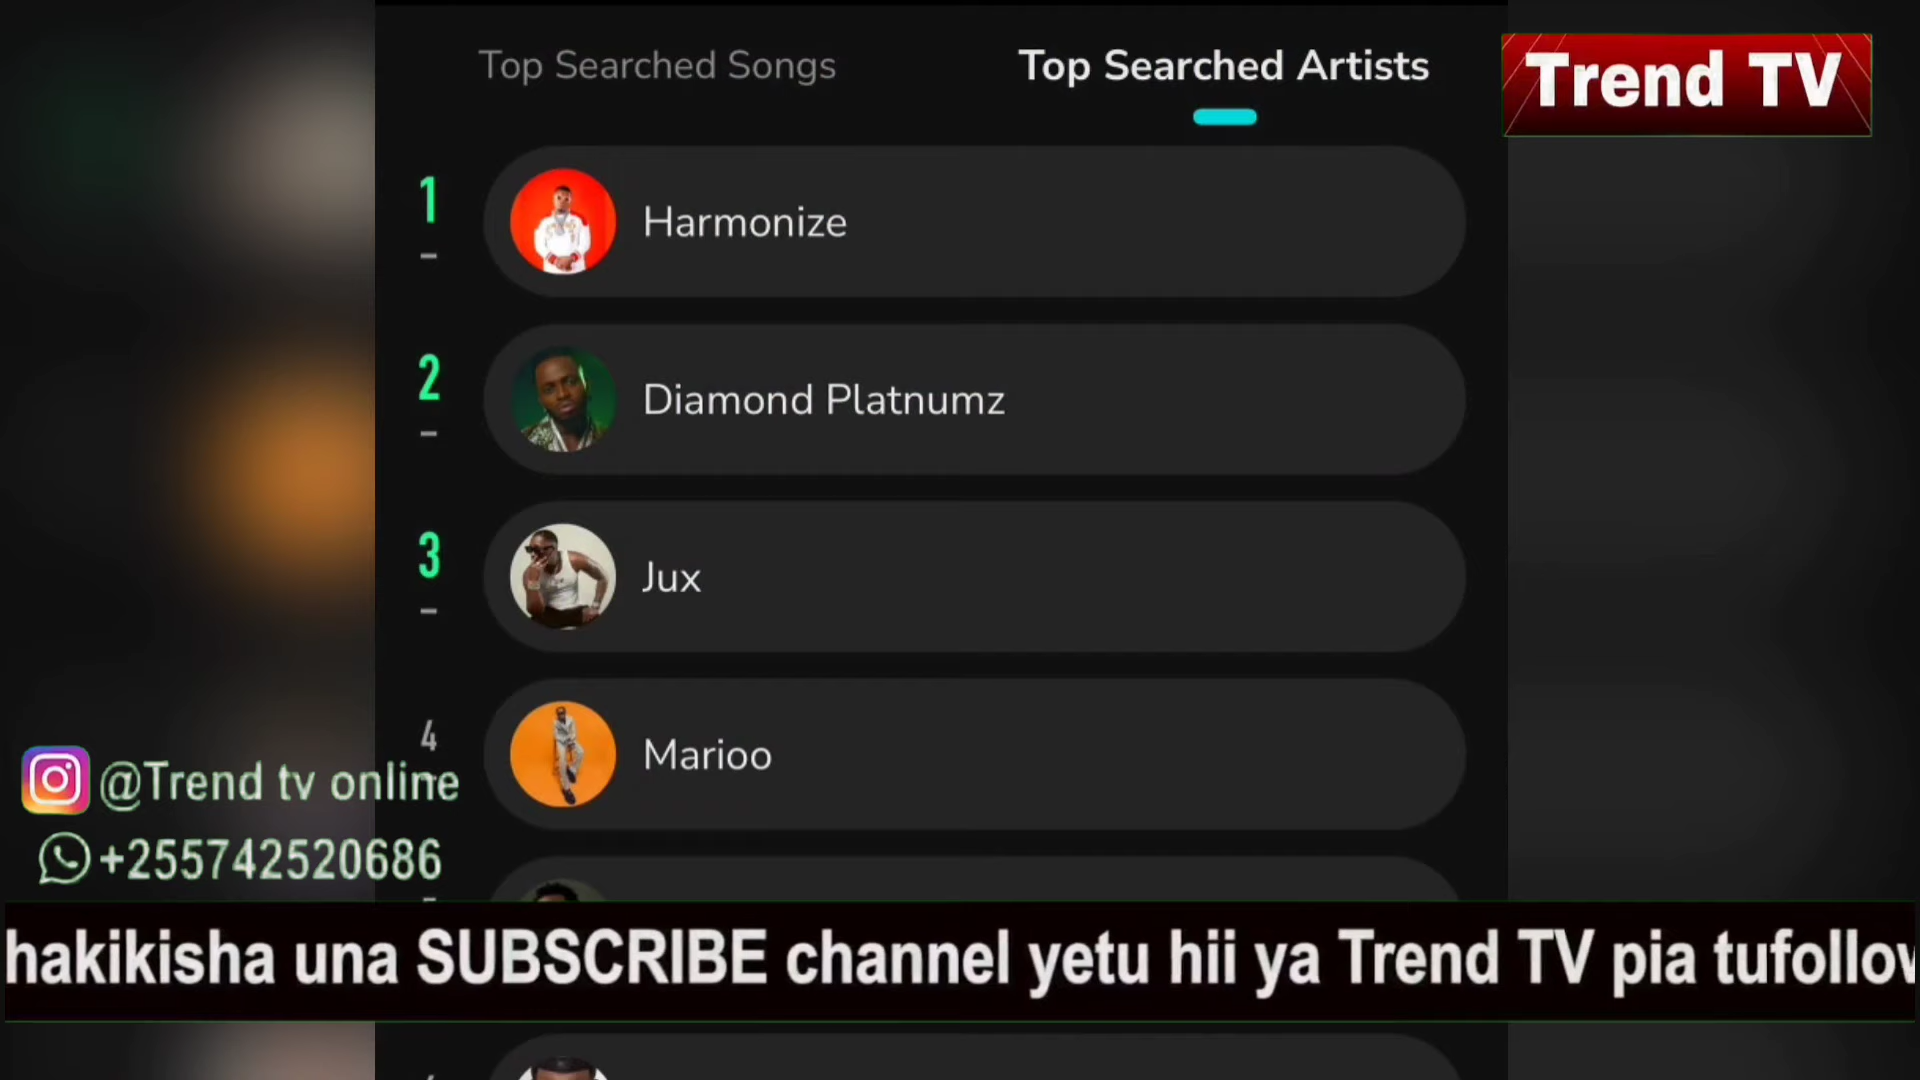 Top Searched Songs
Top Searched Artists
Trend TV
1
Harmonize
2
Diamond Platnumz
3
Jux
4
Marioo
@Trend tv online
+255742520686
hakikisha una SUBSCRIBE channel yetu hii ya Trend TV pia tufollow